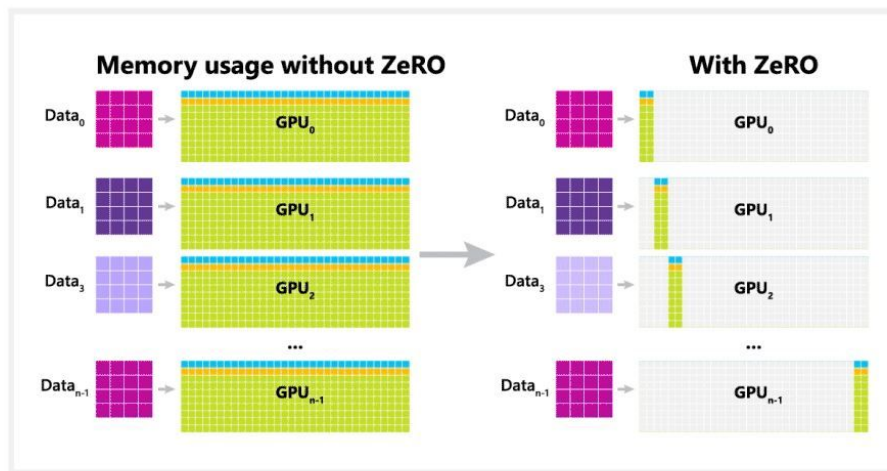 Memory usage without ZeRO
With ZeRO
Data₀
GPU₀
Data₀
GPU₀
Data₁
GPU₁
Data₁
GPU₁
Data₃
GPU₂
Data₃
GPU₂
...
...
Dataₙ₋₁
GPUₙ₋₁
Dataₙ₋₁
GPUₙ₋₁